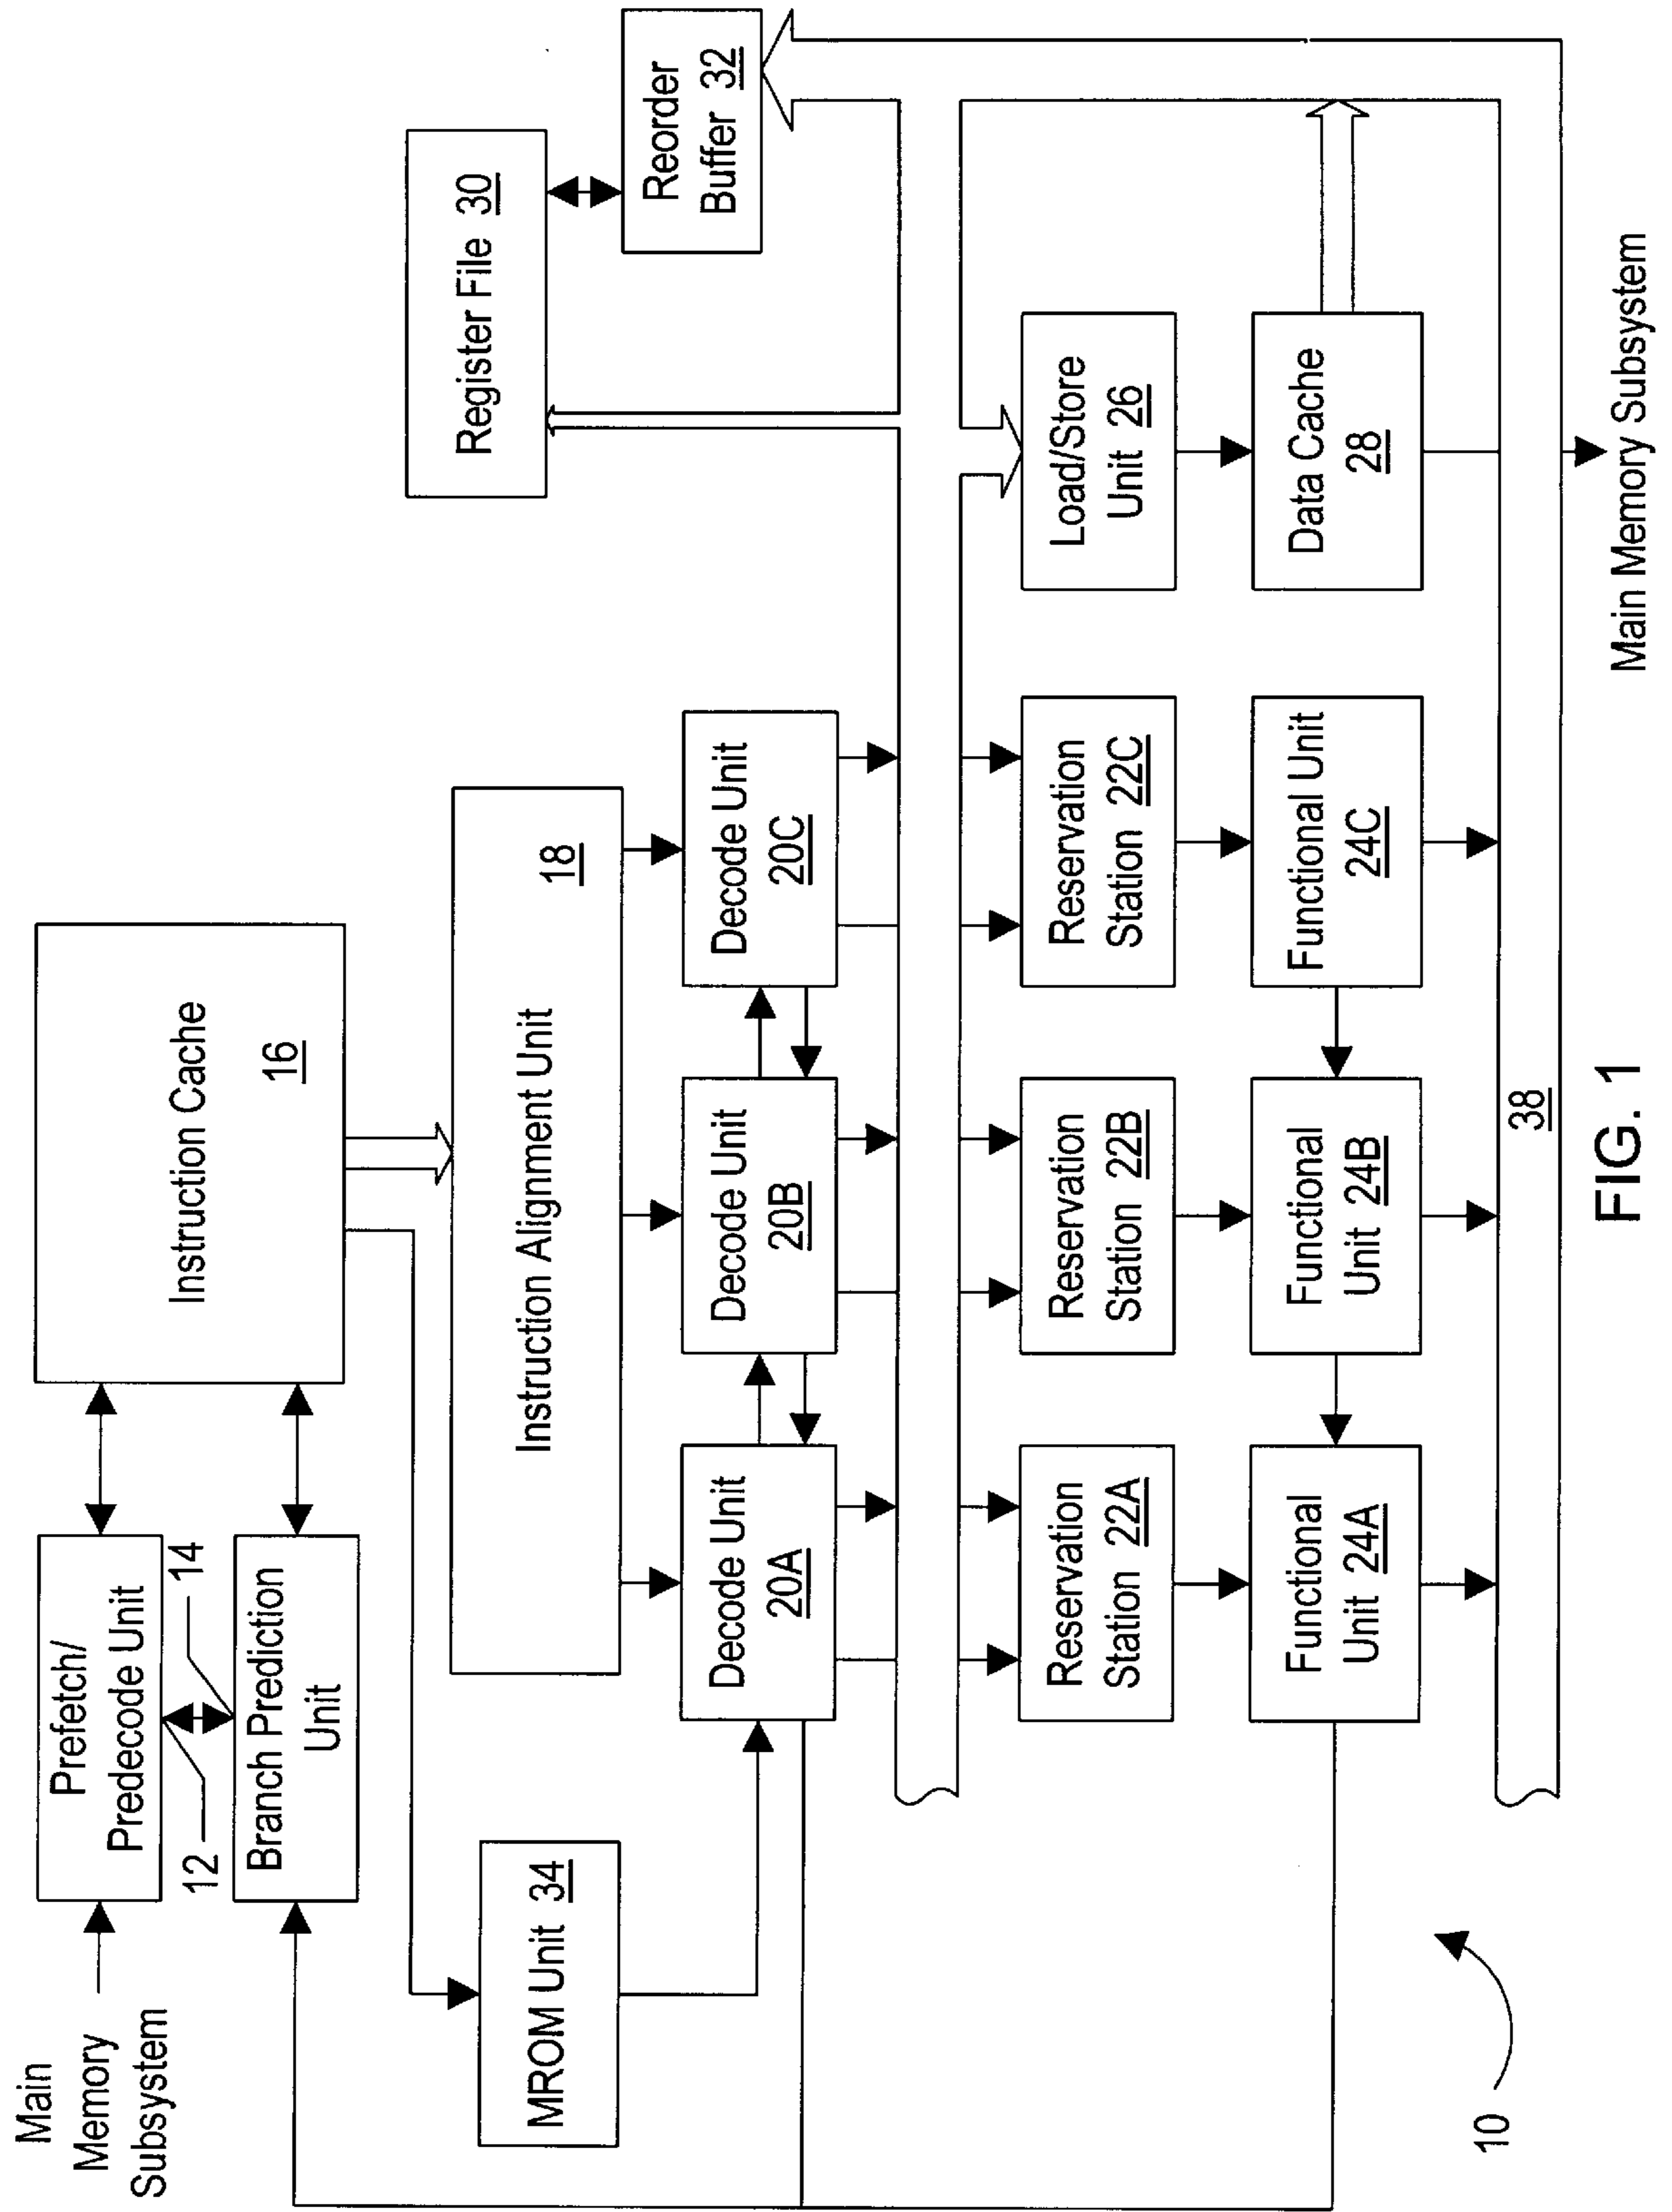 Main
Memory
Subsystem
Prefetch/
Predecode Unit
12
14
Branch Prediction
Unit
Instruction Cache
16
MROM Unit 34
Instruction Alignment Unit
18
Register File 30
Reorder
Buffer 32
Decode Unit
20A
Decode Unit
20B
Decode Unit
20C
Reservation
Station 22A
Reservation
Station 22B
Reservation
Station 22C
Load/Store
Unit 26
Functional
Unit 24A
Functional
Unit 24B
Functional Unit
24C
Data Cache
28
38
10
Main Memory Subsystem
FIG. 1